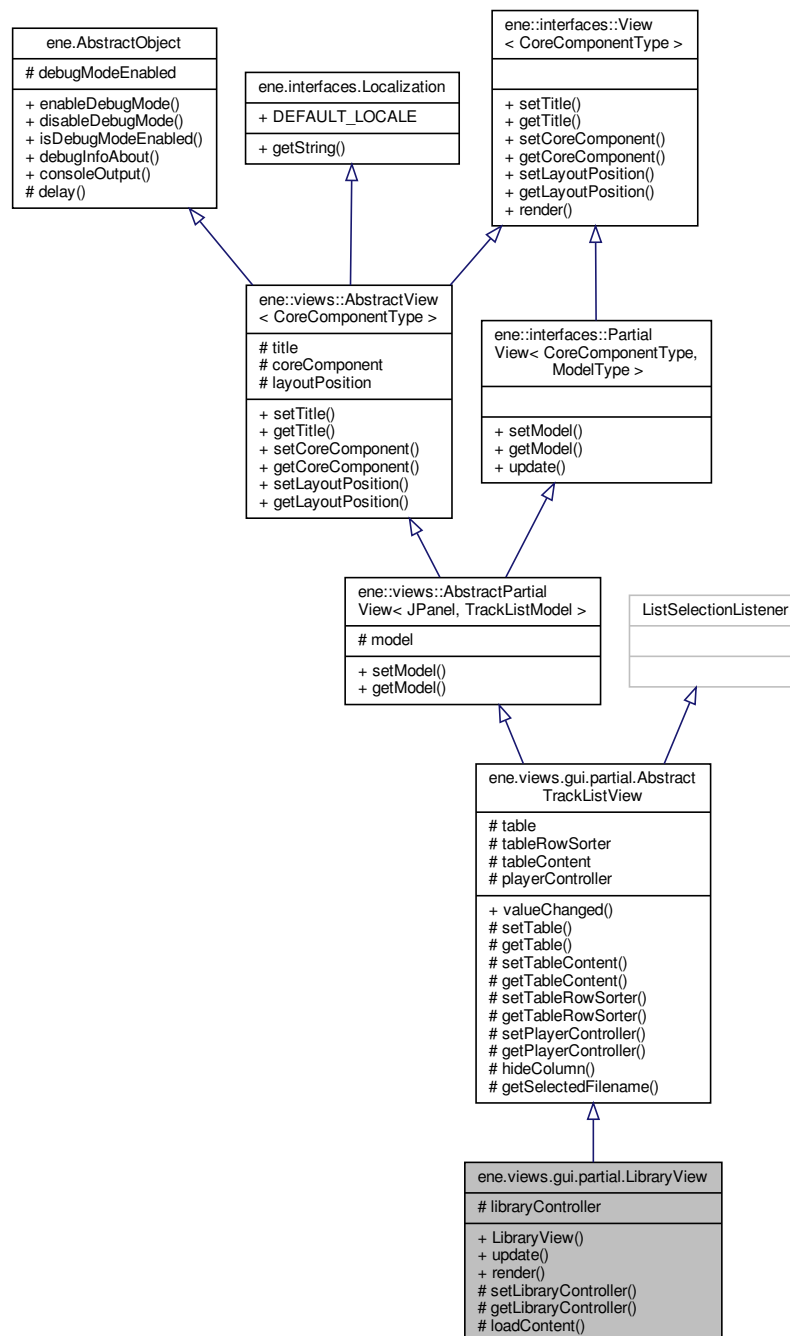 ene.AbstractObject
# debugModeEnabled
+ enableDebugMode()
+ disableDebugMode()
+ isDebugModeEnabled()
+ debugInfoAbout()
+ consoleOutput()
# delay()
ene.interfaces.Localization
+ DEFAULT_LOCALE
+ getString()
ene::interfaces::View
< CoreComponentType >
+ setTitle()
+ getTitle()
+ setCoreComponent()
+ getCoreComponent()
+ setLayoutPosition()
+ getLayoutPosition()
+ render()
ene::views::AbstractView
< CoreComponentType >
# title
# coreComponent
# layoutPosition
+ setTitle()
+ getTitle()
+ setCoreComponent()
+ getCoreComponent()
+ setLayoutPosition()
+ getLayoutPosition()
ene::interfaces::Partial
View< CoreComponentType,
ModelType >
+ setModel()
+ getModel()
+ update()
ene::views::AbstractPartial
View< JPanel, TrackListModel >
# model
+ setModel()
+ getModel()
ListSelectionListener
ene.views.gui.partial.Abstract
TrackListView
# table
# tableRowSorter
# tableContent
# playerController
+ valueChanged()
# setTable()
# getTable()
# setTableContent()
# getTableContent()
# setTableRowSorter()
# getTableRowSorter()
# setPlayerController()
# getPlayerController()
# hideColumn()
# getSelectedFilename()
ene.views.gui.partial.LibraryView
# libraryController
+ LibraryView()
+ update()
+ render()
# setLibraryController()
# getLibraryController()
# loadContent()